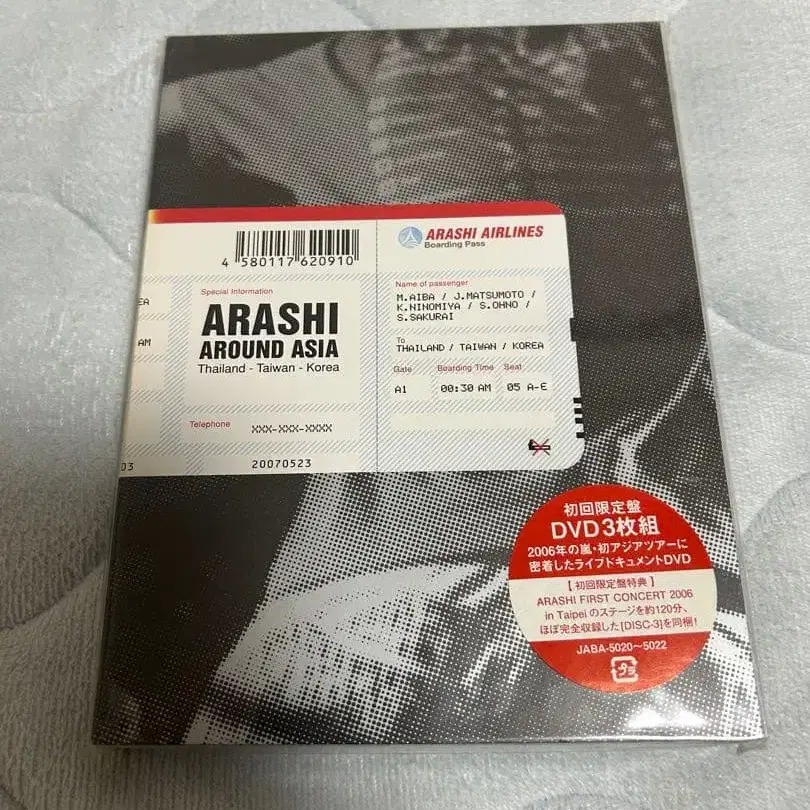 4 580117 620910
ARASHI AIRLINES
Boarding Pass
Special Information
ARASHI
AROUND ASIA
Thailand - Taiwan - Korea
Telephone
XXX-XXX-XXXX
20070523
Name of passenger
M.AIBA / J.MATSUMOTO /
K.NINOMIYA / S.OHNO /
S.SAKURAI
To
THAILAND / TAIWAN / KOREA
Gate Boarding Time Seat
A1 00:30 AM 05 A-E
EA
AM
03
初回限定盤
DVD3枚組
2006年の嵐・初アジアツアーに
密着したライブドキュメントDVD
【初回限定盤特典】
ARASHI FIRST CONCERT 2006
in Taipeiのステージを約120分、
ほぼ完全収録した[DISC-3]を同梱!
JABA-5020〜5022
プラ